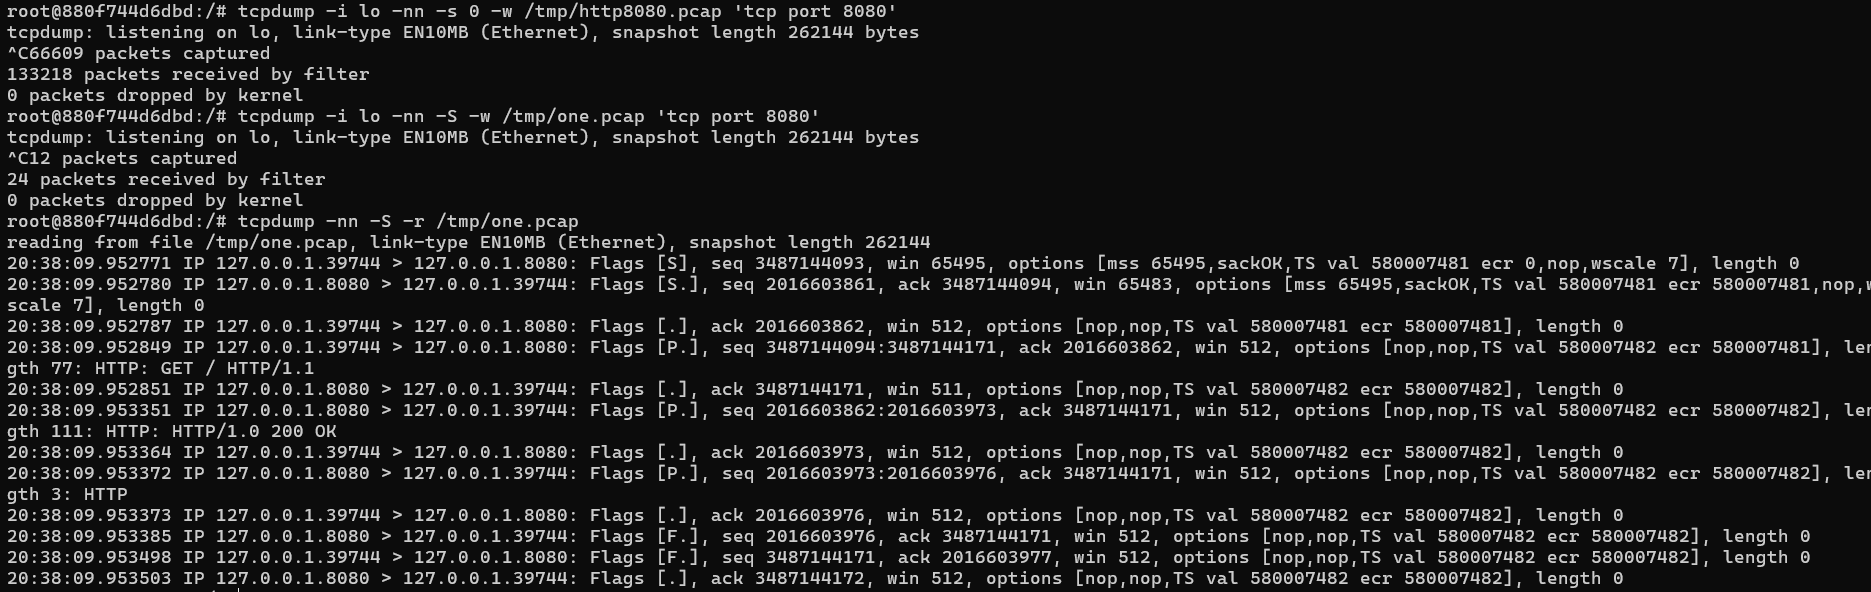 root@880f744d6dbd:/# tcpdump -i lo -nn -s 0 -w /tmp/http8080.pcap 'tcp port 8080'
tcpdump: listening on lo, link-type EN10MB (Ethernet), snapshot length 262144 bytes
^C66609 packets captured
133218 packets received by filter
0 packets dropped by kernel
root@880f744d6dbd:/# tcpdump -i lo -nn -S -w /tmp/one.pcap 'tcp port 8080'
tcpdump: listening on lo, link-type EN10MB (Ethernet), snapshot length 262144 bytes
^C12 packets captured
24 packets received by filter
0 packets dropped by kernel
root@880f744d6dbd:/# tcpdump -nn -S -r /tmp/one.pcap
reading from file /tmp/one.pcap, link-type EN10MB (Ethernet), snapshot length 262144
20:38:09.952771 IP 127.0.0.1.39744 > 127.0.0.1.8080: Flags [S], seq 3487144093, win 65495, options [mss 65495,sackOK,TS val 580007481 ecr 0,nop,wscale 7], length 0
20:38:09.952780 IP 127.0.0.1.8080 > 127.0.0.1.39744: Flags [S.], seq 2016603861, ack 3487144094, win 65483, options [mss 65495,sackOK,TS val 580007481 ecr 580007481,nop,w
scale 7], length 0
20:38:09.952787 IP 127.0.0.1.39744 > 127.0.0.1.8080: Flags [.], ack 2016603862, win 512, options [nop,nop,TS val 580007481 ecr 580007481], length 0
20:38:09.952849 IP 127.0.0.1.39744 > 127.0.0.1.8080: Flags [P.], seq 3487144094:3487144171, ack 2016603862, win 512, options [nop,nop,TS val 580007482 ecr 580007481], len
gth 77: HTTP: GET / HTTP/1.1
20:38:09.952851 IP 127.0.0.1.8080 > 127.0.0.1.39744: Flags [.], ack 3487144171, win 511, options [nop,nop,TS val 580007482 ecr 580007482], length 0
20:38:09.953351 IP 127.0.0.1.8080 > 127.0.0.1.39744: Flags [P.], seq 2016603862:2016603973, ack 3487144171, win 512, options [nop,nop,TS val 580007482 ecr 580007482], len
gth 111: HTTP: HTTP/1.0 200 OK
20:38:09.953364 IP 127.0.0.1.39744 > 127.0.0.1.8080: Flags [.], ack 2016603973, win 512, options [nop,nop,TS val 580007482 ecr 580007482], length 0
20:38:09.953372 IP 127.0.0.1.8080 > 127.0.0.1.39744: Flags [P.], seq 2016603973:2016603976, ack 3487144171, win 512, options [nop,nop,TS val 580007482 ecr 580007482], len
gth 3: HTTP
20:38:09.953373 IP 127.0.0.1.39744 > 127.0.0.1.8080: Flags [.], ack 2016603976, win 512, options [nop,nop,TS val 580007482 ecr 580007482], length 0
20:38:09.953385 IP 127.0.0.1.8080 > 127.0.0.1.39744: Flags [F.], seq 2016603976, ack 3487144171, win 512, options [nop,nop,TS val 580007482 ecr 580007482], length 0
20:38:09.953498 IP 127.0.0.1.39744 > 127.0.0.1.8080: Flags [F.], seq 3487144171, ack 2016603977, win 512, options [nop,nop,TS val 580007482 ecr 580007482], length 0
20:38:09.953503 IP 127.0.0.1.8080 > 127.0.0.1.39744: Flags [.], ack 3487144172, win 512, options [nop,nop,TS val 580007482 ecr 580007482], length 0